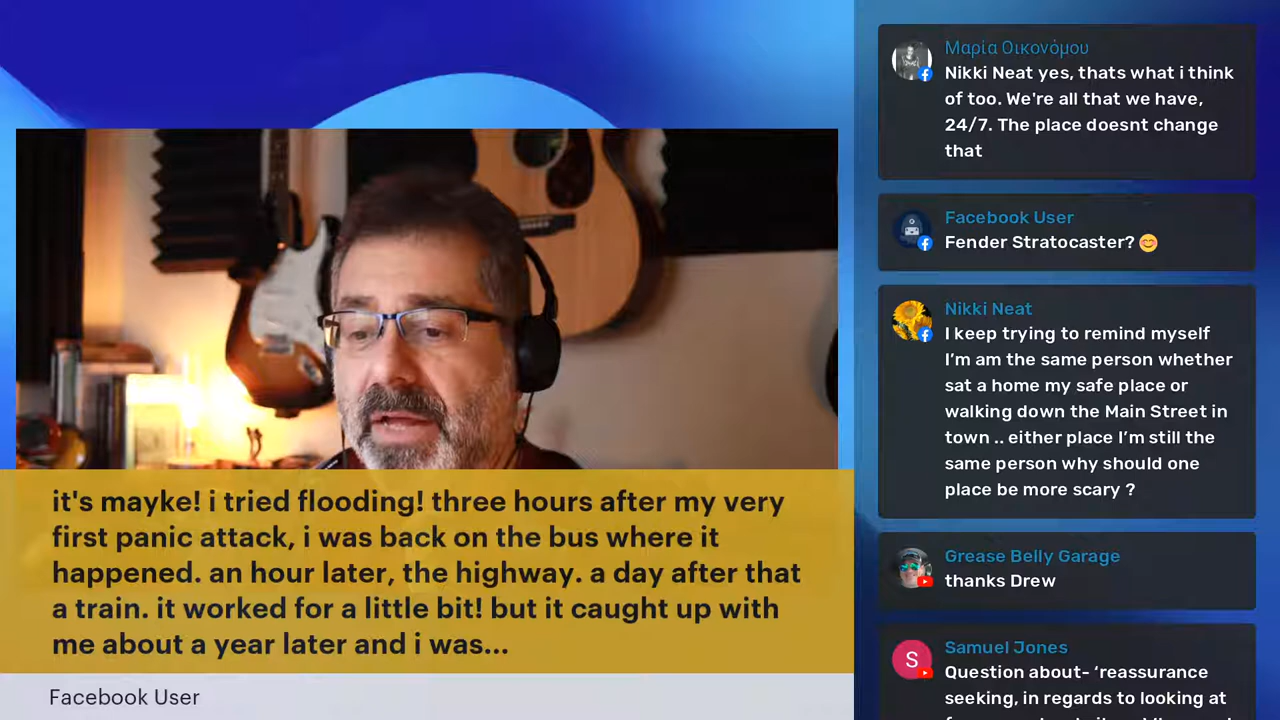 it's mayke! i tried flooding! three hours after my very
first panic attack, i was back on the bus where it
happened. an hour later, the highway. a day after that
a train. it worked for a little bit! but it caught up with
me about a year later and i was...
Facebook User
Μαρία Οικονόμου
Nikki Neat yes, thats what i think
of too. We're all that we have,
24/7. The place doesnt change
that
Facebook User
Fender Stratocaster? 😊
Nikki Neat
I keep trying to remind myself
I’m am the same person whether
sat a home my safe place or
walking down the Main Street in
town .. either place I’m still the
same person why should one
place be more scary ?
Grease Belly Garage
thanks Drew
S
Samuel Jones
Question about- ‘reassurance
seeking, in regards to looking at